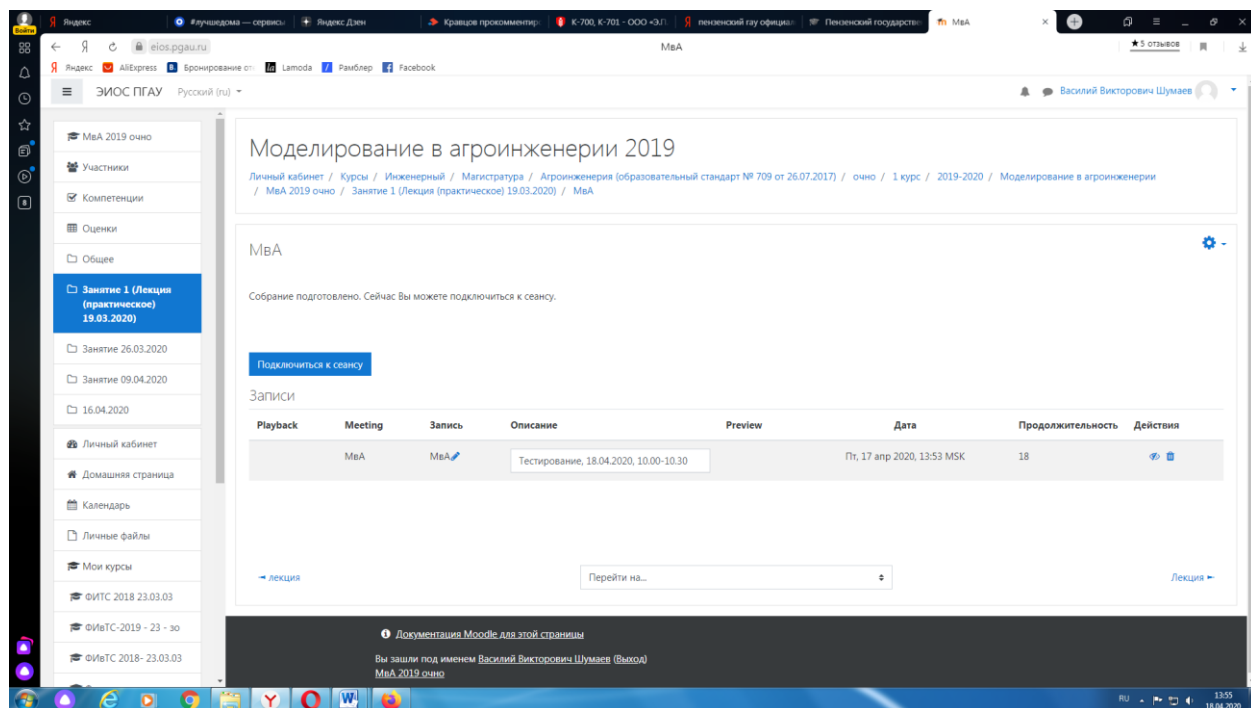 Яндекс
#лучшедома — сервисы
Яндекс.Дзен
Кравцов прокомментиро
К-700, К-701 - ООО «Э.П.
пензенский гау официал
Пензенский государстве
МвА
Войти
eios.pgau.ru
МвА
★ 5 отзывов
Яндекс
AliExpress
Бронирование оте
Lamoda
Рамблер
Facebook
ЭИОС ПГАУ
Русский (ru)
Василий Викторович Шумаев
МвА 2019 очно
Участники
Компетенции
Оценки
Общее
Занятие 1 (Лекция
(практическое)
19.03.2020)
Занятие 26.03.2020
Занятие 09.04.2020
16.04.2020
Личный кабинет
Домашняя страница
Календарь
Личные файлы
Мои курсы
ФИТС 2018 23.03.03
ФИвТС-2019 - 23 - зо
ФИвТС 2018- 23.03.03
Моделирование в агроинженерии 2019
Личный кабинет / Курсы / Инженерный / Магистратура / Агроинженерия (образовательный стандарт № 709 от 26.07.2017) / очно / 1 курс / 2019-2020 / Моделирование в агроинженерии
/ МвА 2019 очно / Занятие 1 (Лекция (практическое) 19.03.2020) / МвА
МвА
Собрание подготовлено. Сейчас Вы можете подключиться к сеансу.
Подключиться к сеансу
Записи
Playback Meeting Запись Описание Preview Дата Продолжительность Действия
МвА МвА Тестирование, 18.04.2020, 10.00-10.30 Пт, 17 апр 2020, 13:53 MSK 18
◄ лекция
Перейти на...
Лекция ►
Документация Moodle для этой страницы
Вы зашли под именем Василий Викторович Шумаев (Выход)
МвА 2019 очно
RU
13:55
18.04.2020